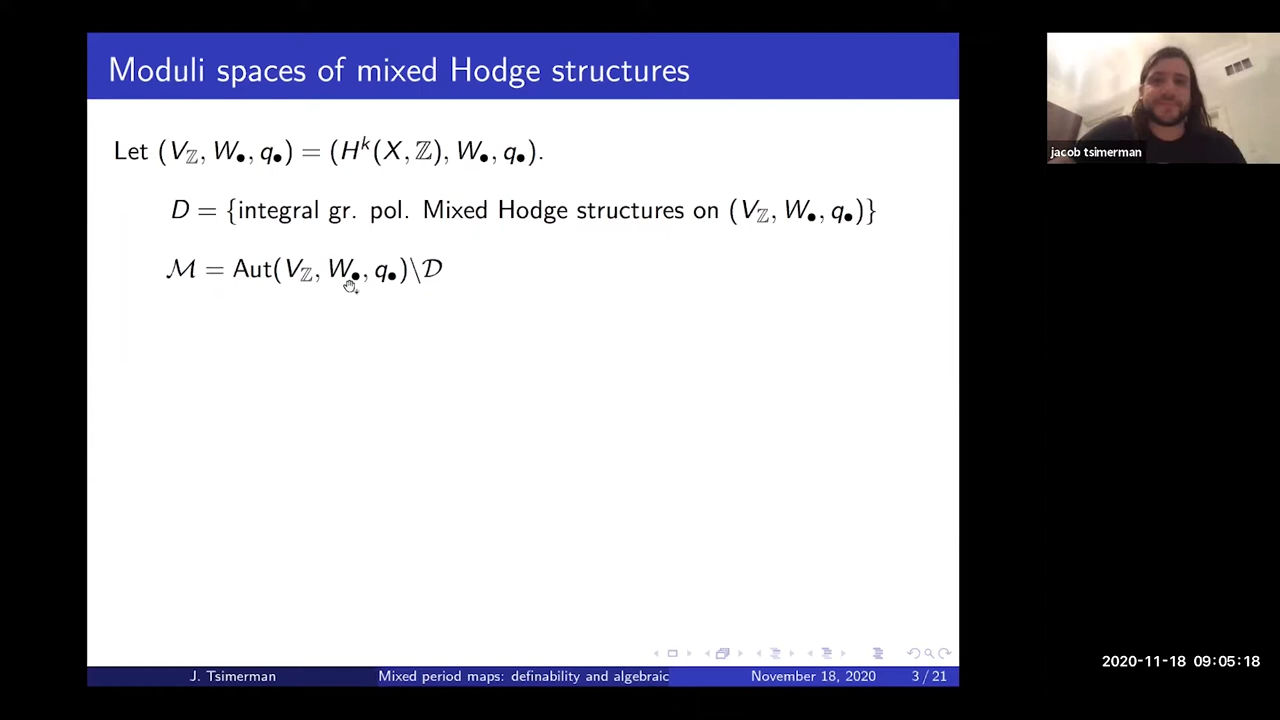 Moduli spaces of mixed Hodge structures
Let (V_ℤ, W_•, q_•) = (H^k(X, ℤ), W_•, q_•).
D = {integral gr. pol. Mixed Hodge structures on (V_ℤ, W_•, q_•)}
ℳ = Aut(V_ℤ, W_•, q_•)\𝒟
jacob tsimerman
2020-11-18 09:05:18
J. Tsimerman
Mixed period maps: definability and algebraic
November 18, 2020
3 / 21